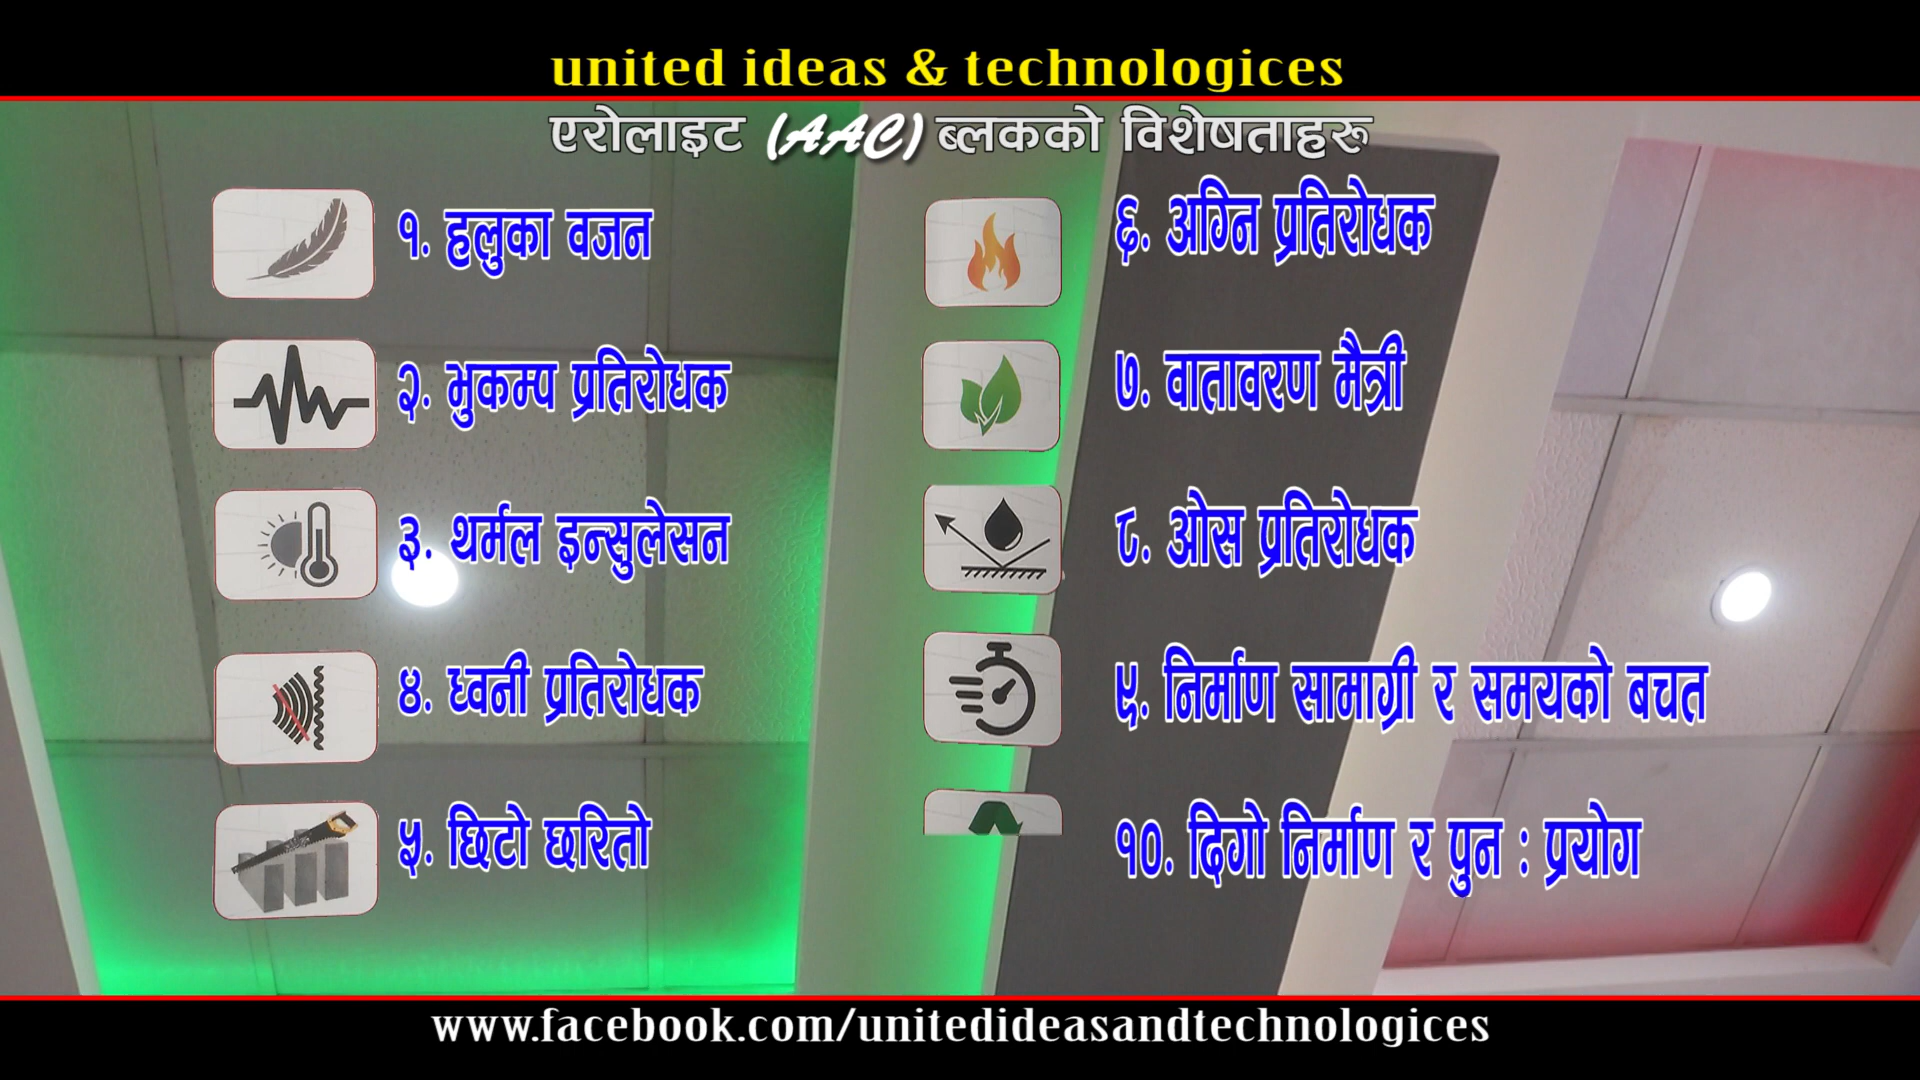 united ideas & technologices
एरोलाइट (AAC) ब्लकको विशेषताहरू
१. हलुका वजन
२. भुकम्प प्रतिरोधक
३. थर्मल इन्सुलेसन
४. ध्वनी प्रतिरोधक
५. छिटो छरितो
६. अग्नि प्रतिरोधक
७. वातावरण मैत्री
८. ओस प्रतिरोधक
९. निर्माण सामाग्री र समयको बचत
१०. दिगो निर्माण र पुन : प्रयोग
www.facebook.com/unitedideasandtechnologices